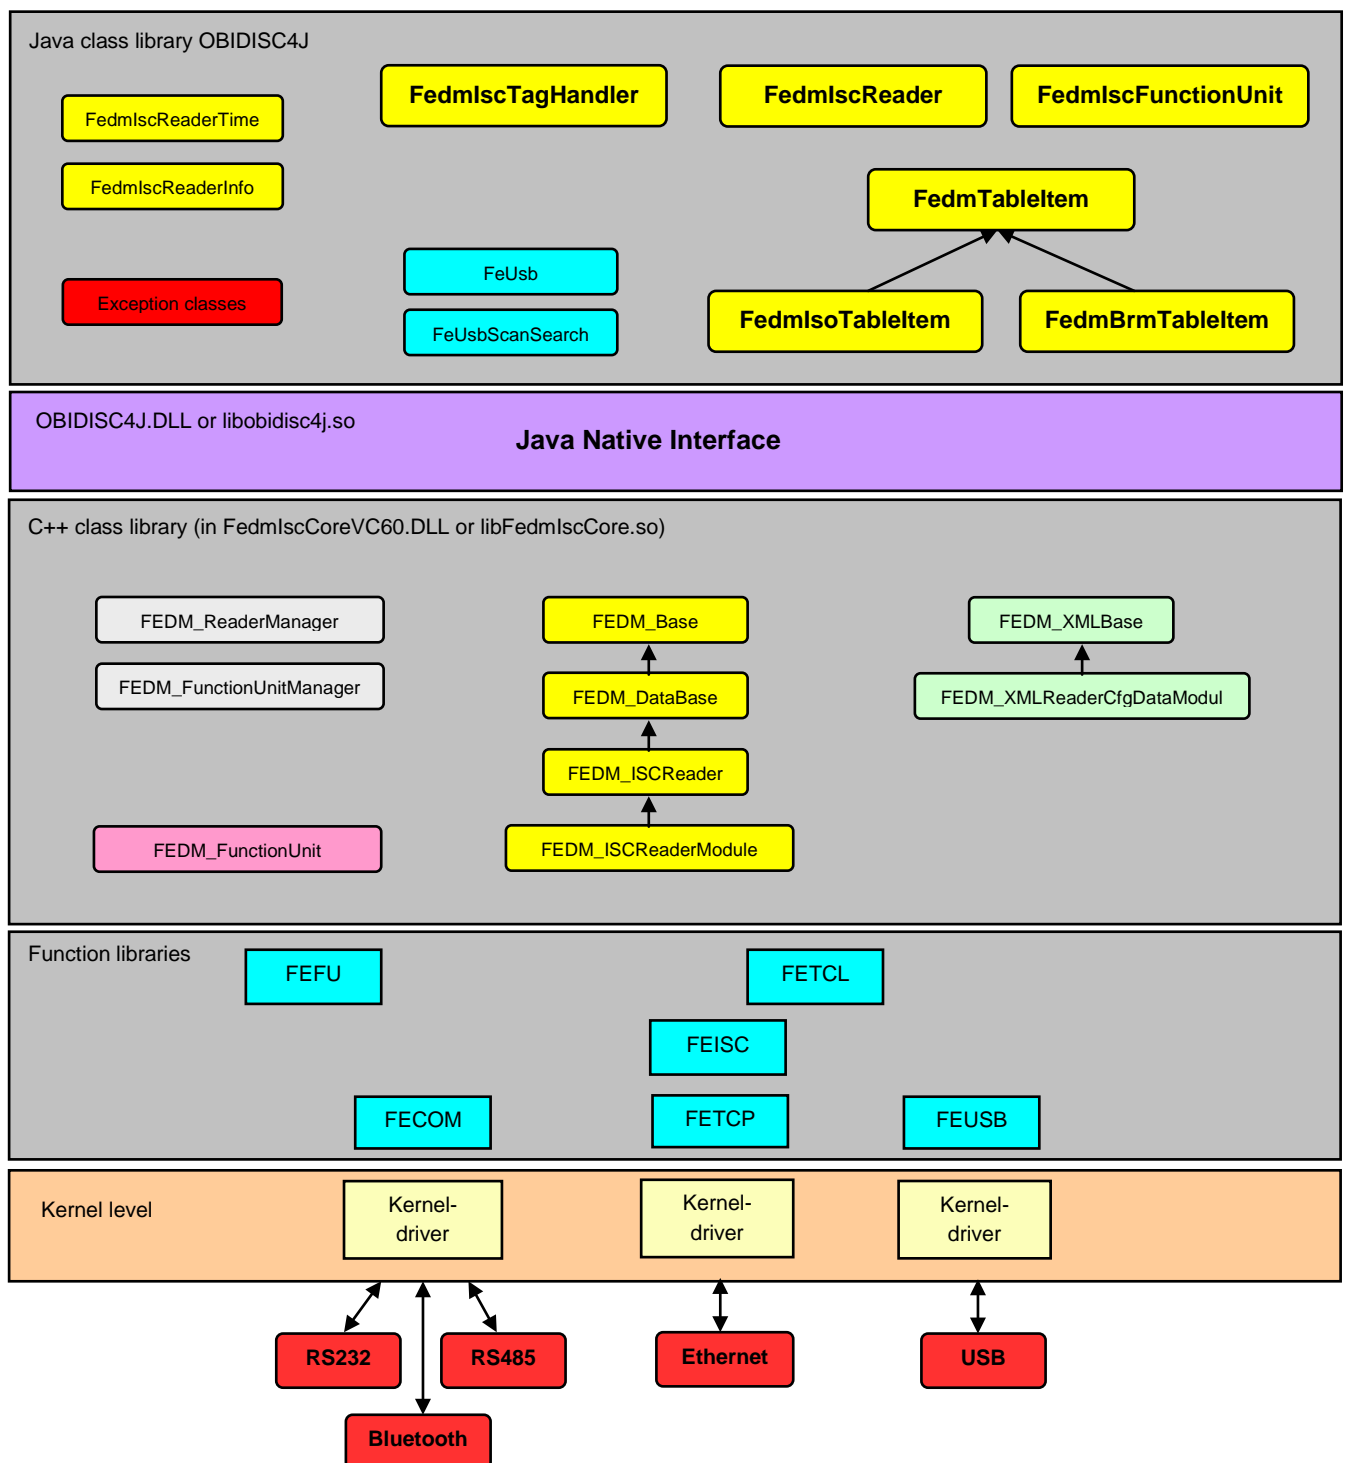 Java class library OBIDISC4J
FedmIscTagHandler
FedmIscReader
FedmIscFunctionUnit
FedmIscReaderTime
FedmIscReaderInfo
FedmTableItem
FeUsb
Exception classes
FedmIsoTableItem
FedmBrmTableItem
FeUsbScanSearch
OBIDISC4J.DLL or libobidisc4j.so
Java Native Interface
C++ class library (in FedmIscCoreVC60.DLL or libFedmIscCore.so)
FEDM_ReaderManager
FEDM_Base
FEDM_XMLBase
FEDM_FunctionUnitManager
FEDM_DataBase
FEDM_XMLReaderCfgDataModul
FEDM_ISCReader
FEDM_FunctionUnit
FEDM_ISCReaderModule
Function libraries
FEFU
FETCL
FEISC
FECOM
FETCP
FEUSB
Kernel level
Kernel-
driver
Kernel-
driver
Kernel-
driver
RS232
RS485
Ethernet
USB
Bluetooth